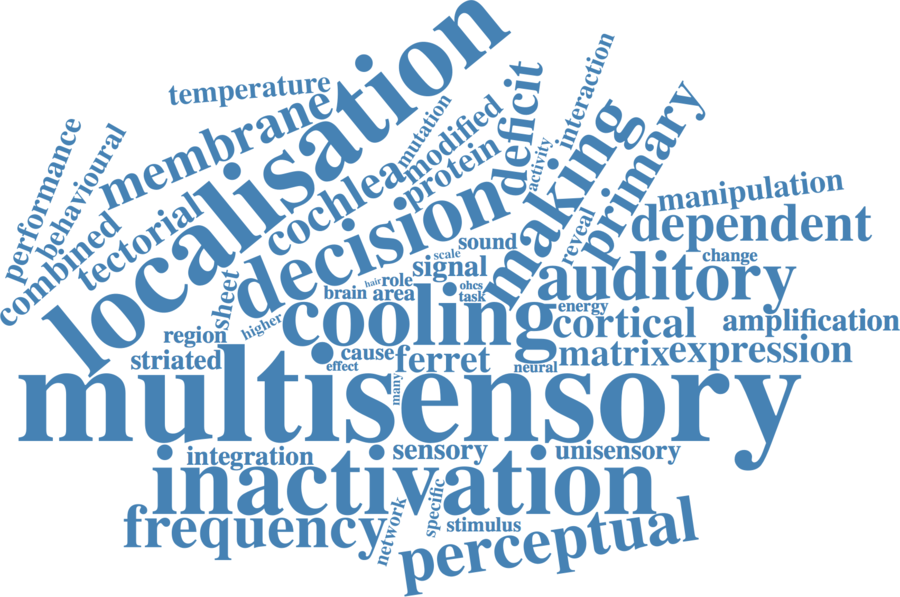 temperature
localisation
membrane
interaction
performance
behavioural
mutation
modified
deficit
primary
cochlea
protein
activity
making
combined
tectorial
decision
manipulation
dependent
reveal
sound
scale
signal
change
auditory
sheet
hair
role
ohcs
brain
area
task
higher
cooling
energy
cortical
amplification
region
striated
cause
effect
ferret
neural
matrix
expression
multisensory
many
integration
sensory
unisensory
inactivation
frequency
network
specific
stimulus
perceptual